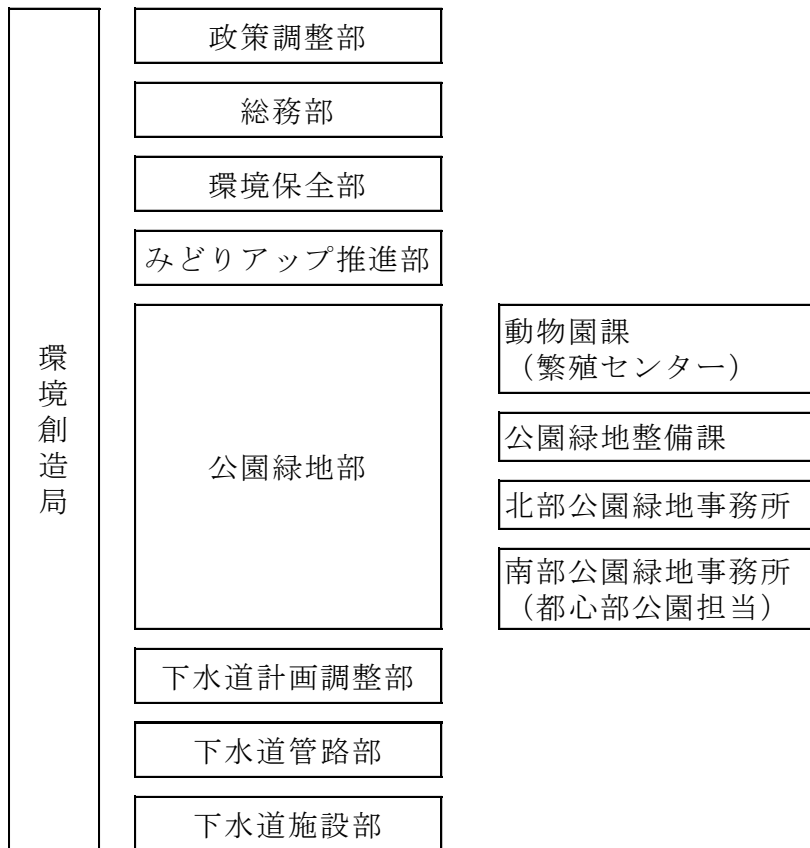 環境創造局
政策調整部
総務部
環境保全部
みどりアップ推進部
公園緑地部
動物園課
（繁殖センター）
公園緑地整備課
北部公園緑地事務所
南部公園緑地事務所
（都心部公園担当）
下水道計画調整部
下水道管路部
下水道施設部